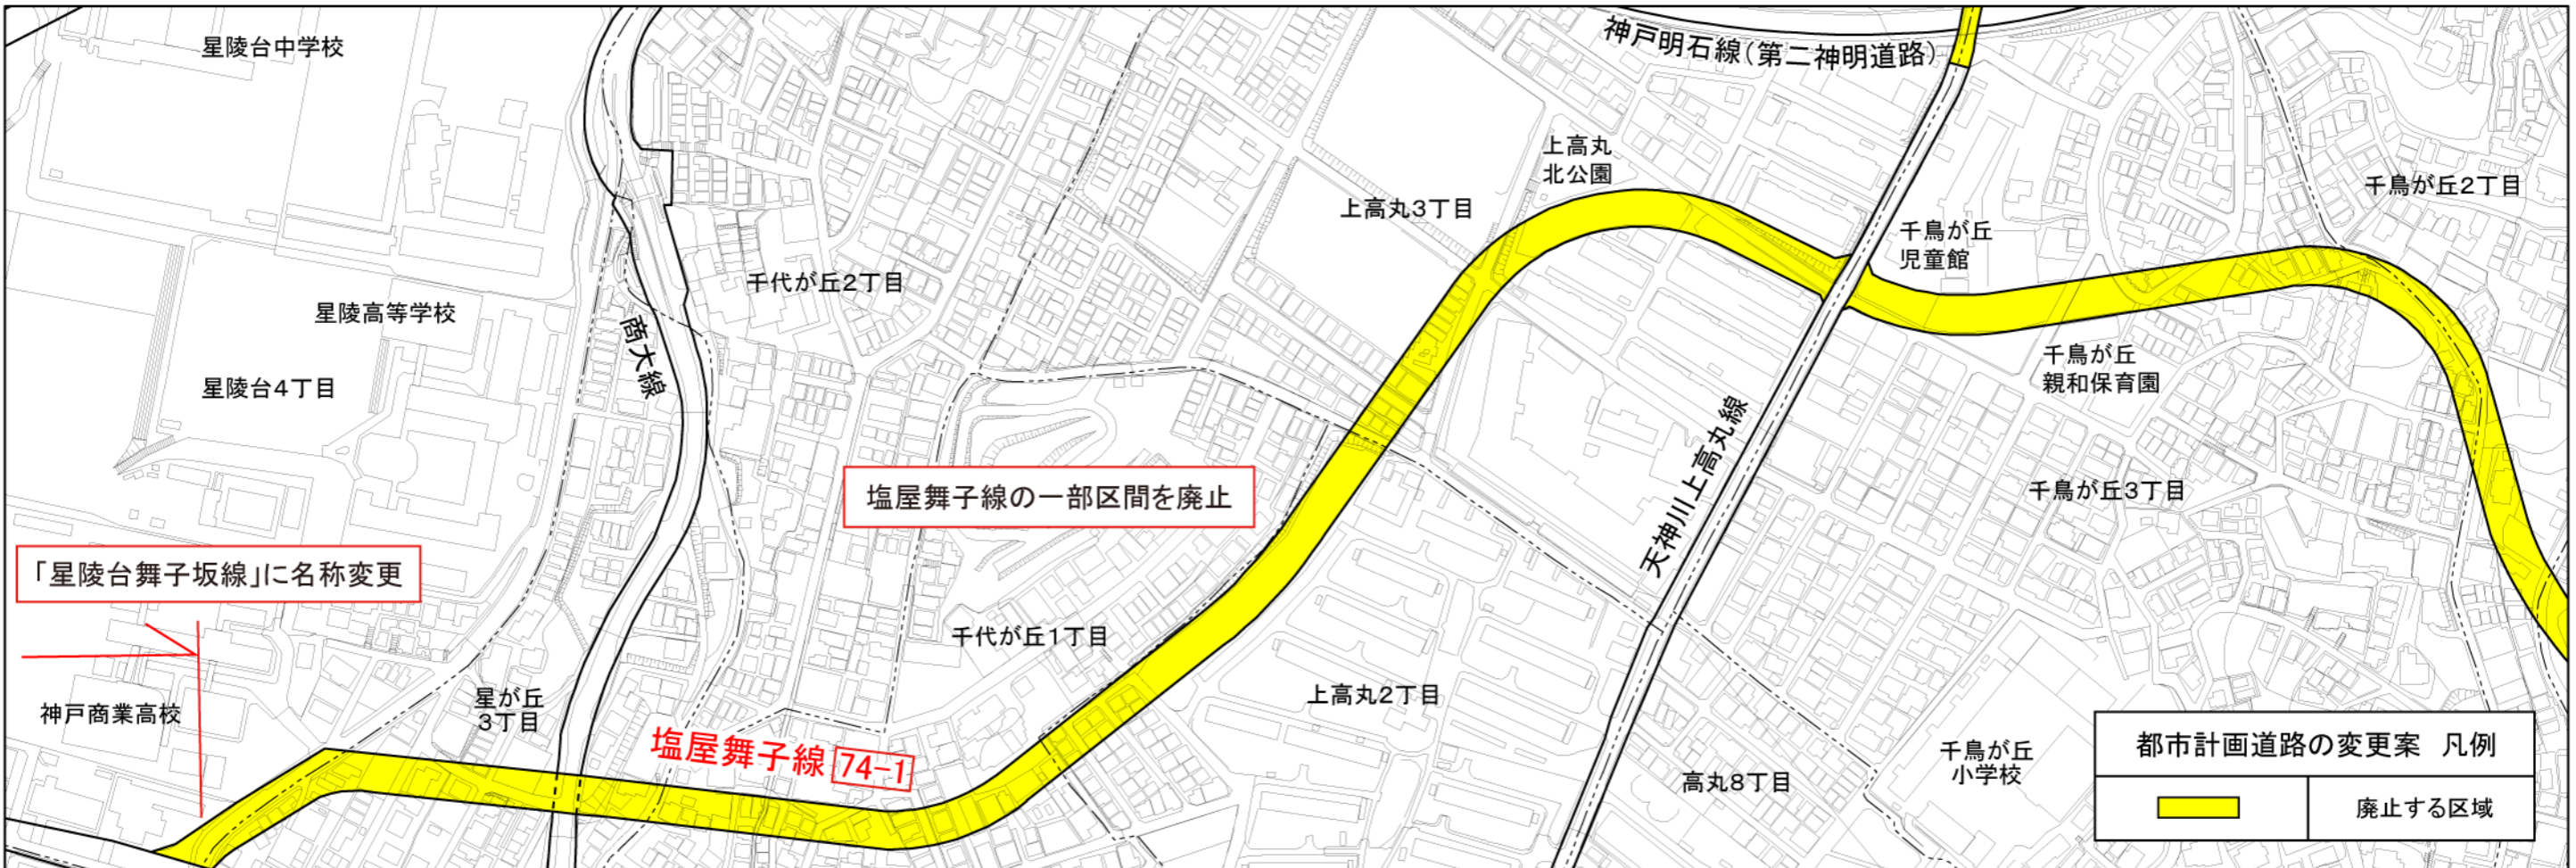 星陵台中学校
神戸明石線(第二神明道路)
上高丸
北公園
千鳥が丘2丁目
上高丸3丁目
千鳥が丘
児童館
千代が丘2丁目
星陵高等学校
商大線
千鳥が丘
親和保育園
星陵台4丁目
塩屋舞子線の一部区間を廃止
天神川上高丸線
千鳥が丘3丁目
「星陵台舞子坂線」に名称変更
千代が丘1丁目
神戸商業高校
星が丘
3丁目
上高丸2丁目
塩屋舞子線 74-1
高丸8丁目
千鳥が丘
小学校
都市計画道路の変更案 凡例
廃止する区域